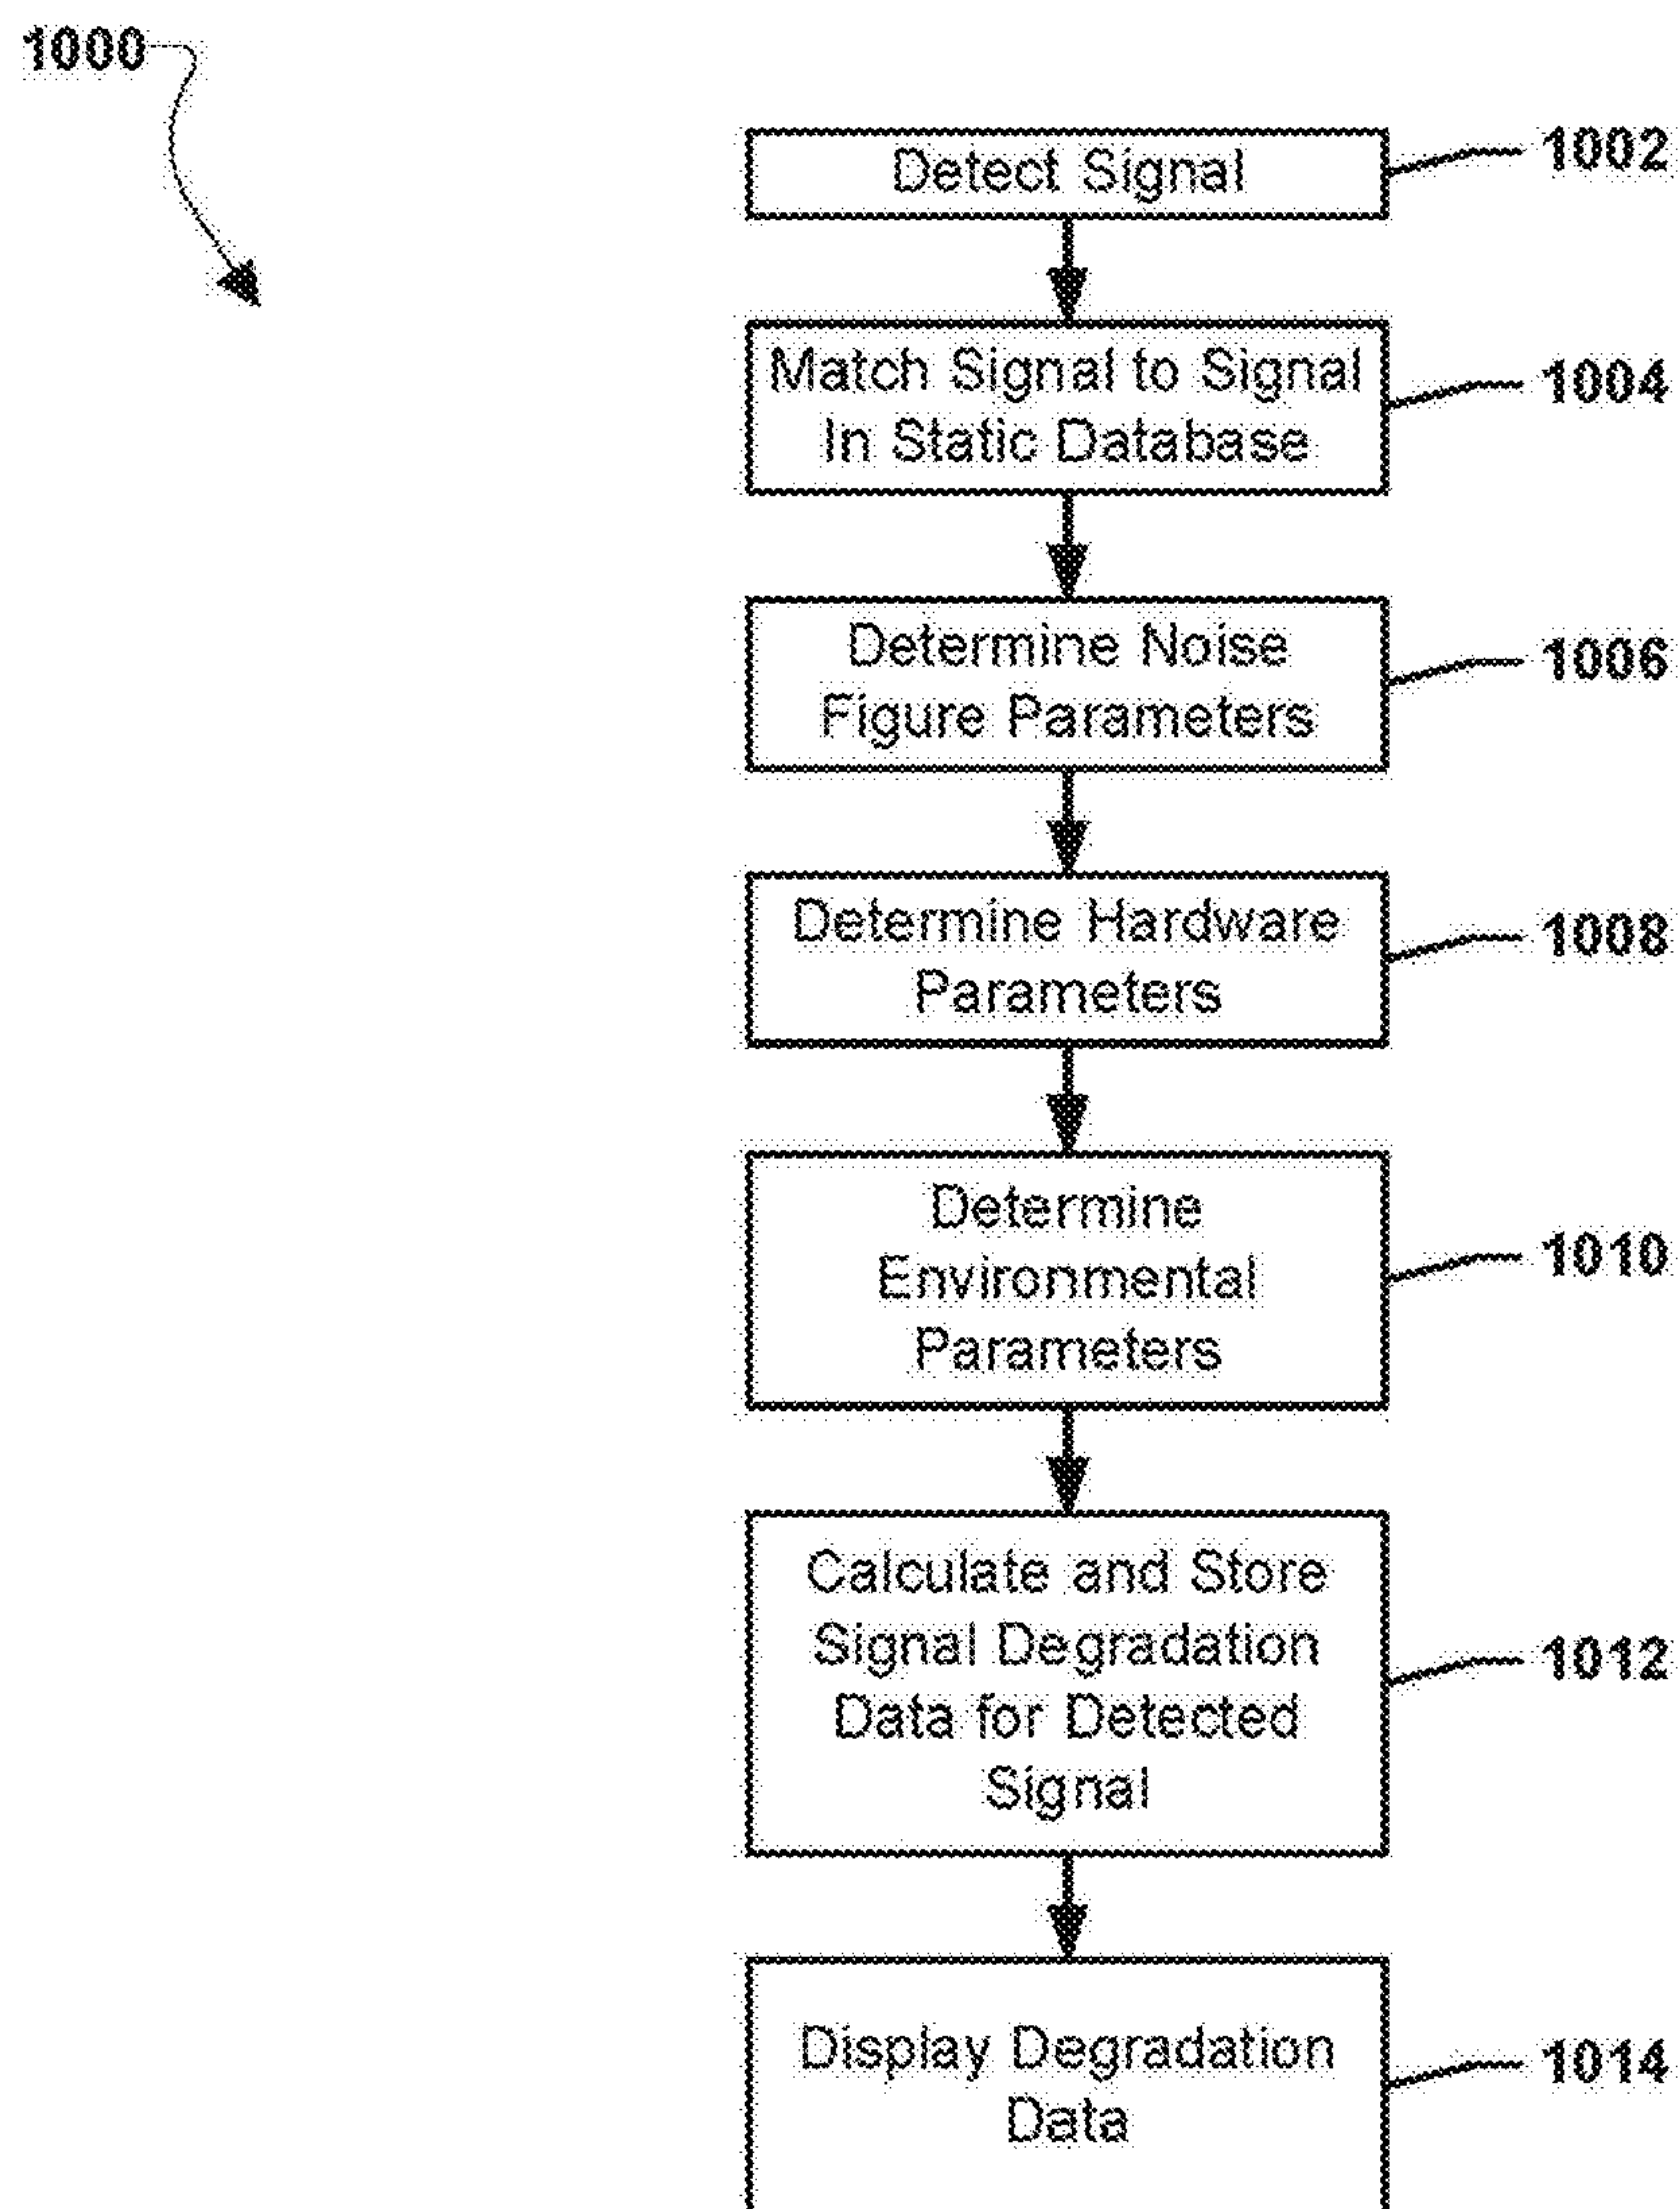 1000
Detect Signal
1002
Match Signal to Signal
In Static Database
1004
Determine Noise
Figure Parameters
1006
Determine Hardware
Parameters
1008
Determine
Environmental
Parameters
1010
Calculate and Store
Signal Degradation
Data for Detected
Signal
1012
Display Degradation
Data
1014